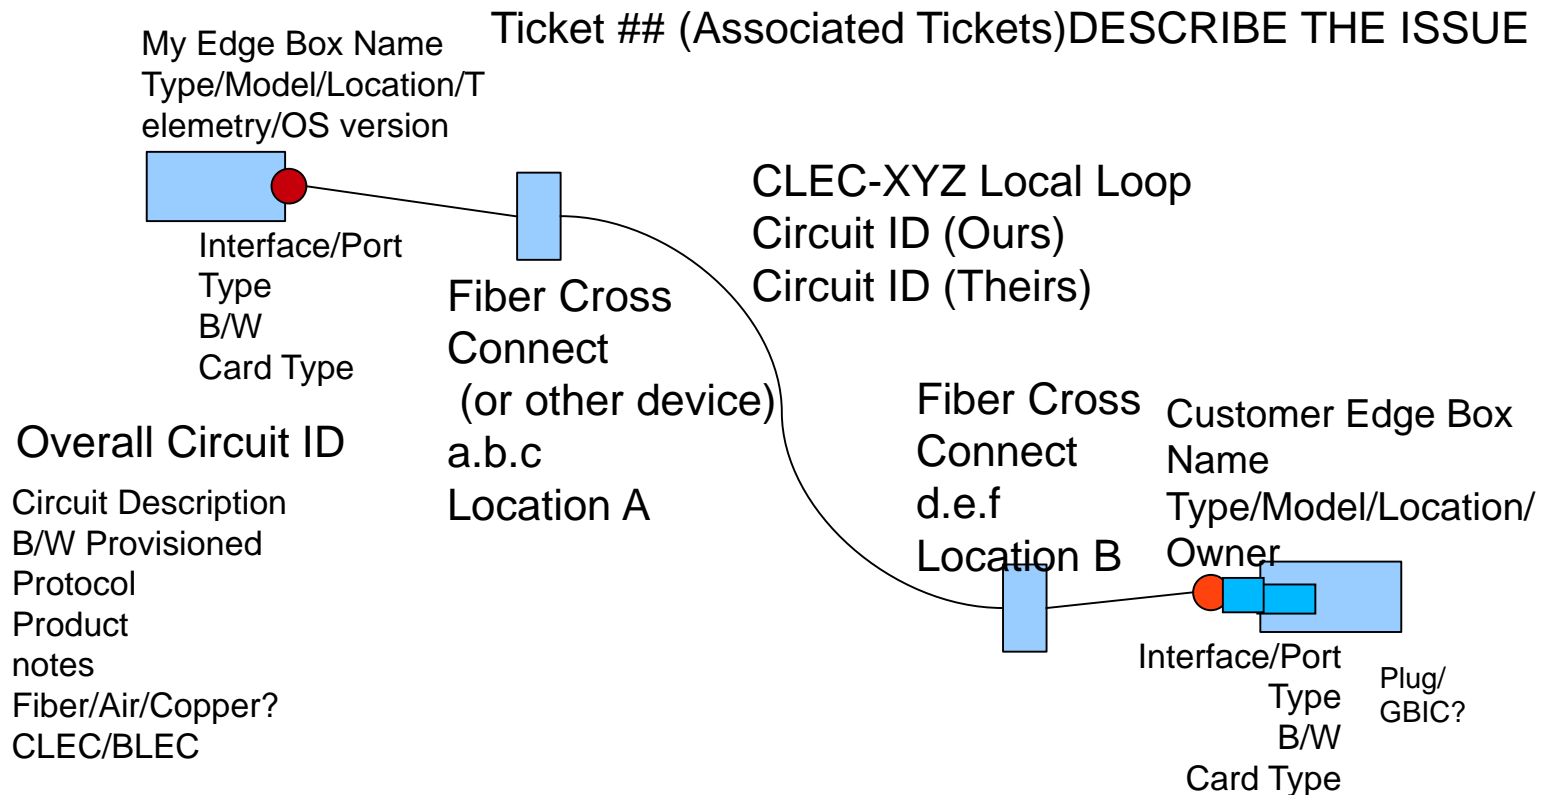 Ticket ## (Associated Tickets)DESCRIBE THE ISSUE
My Edge Box Name
Type/Model/Location/T
elemetry/OS version
Interface/Port
Type
B/W
Card Type
CLEC-XYZ Local Loop
Circuit ID (Ours)
Circuit ID (Theirs)
Fiber Cross
Connect
(or other device)
a.b.c
Location A
Overall Circuit ID
Circuit Description
B/W Provisioned
Protocol
Product
notes
Fiber/Air/Copper?
CLEC/BLEC
Fiber Cross
Connect
d.e.f
Location B
Customer Edge Box
Name
Type/Model/Location/
Owner
Interface/Port
Type
B/W
Card Type
Plug/
GBIC?